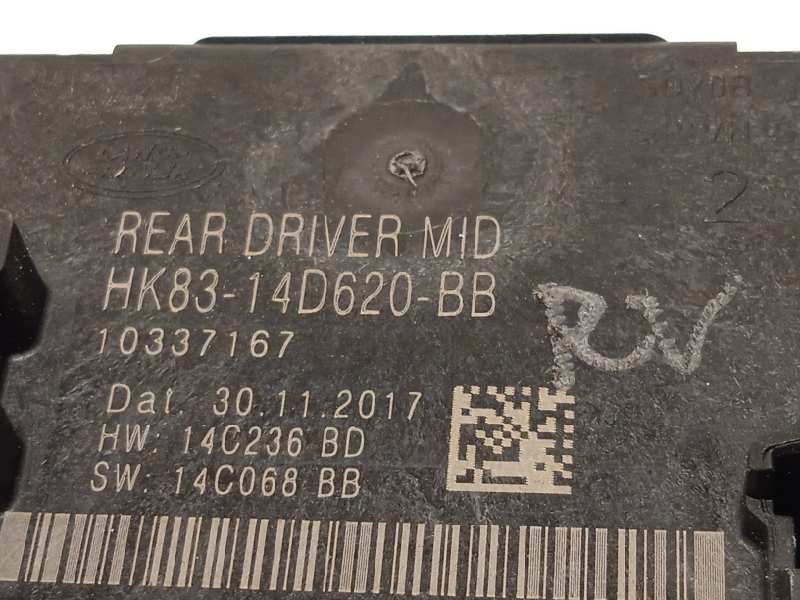 2
REAR DRIVER MID
HK83-14D620-BB
RV
10337167
Dat. 30.11.2017
HW: 14C236 BD
SW: 14C068 BB